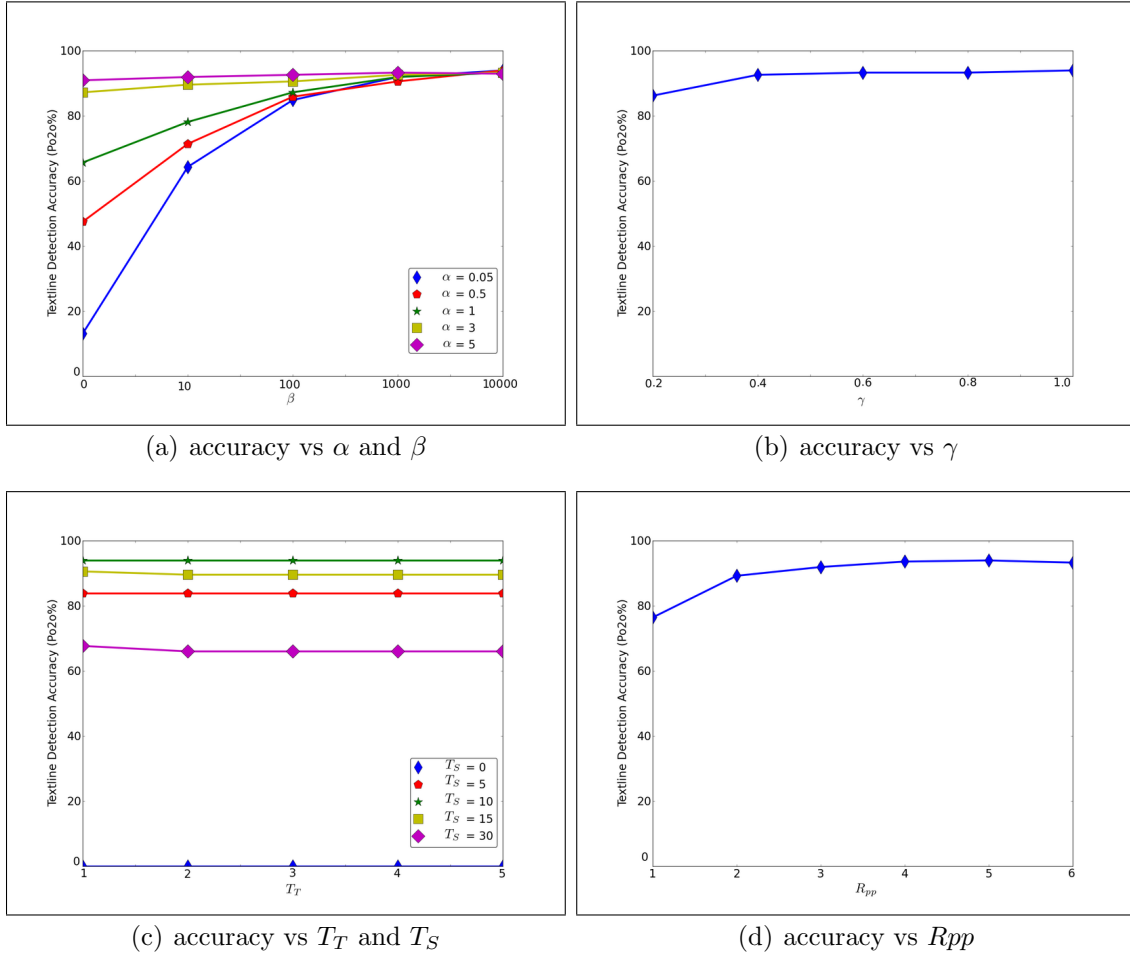 100
80
60
40
20
0
Textline Detection Accuracy (Po2o%)
0 10 100 1000 10000
β
α = 0.05
α = 0.5
α = 1
α = 3
α = 5
(a) accuracy vs α and β
100
80
60
40
20
0
Textline Detection Accuracy (Po2o%)
0.2 0.4 0.6 0.8 1.0
γ
(b) accuracy vs γ
100
80
60
40
20
0
Textline Detection Accuracy (Po2o%)
1 2 3 4 5
T_T
T_S = 0
T_S = 5
T_S = 10
T_S = 15
T_S = 30
(c) accuracy vs T_T and T_S
100
80
60
40
20
0
Textline Detection Accuracy (Po2o%)
1 2 3 4 5 6
R_pp
(d) accuracy vs Rpp